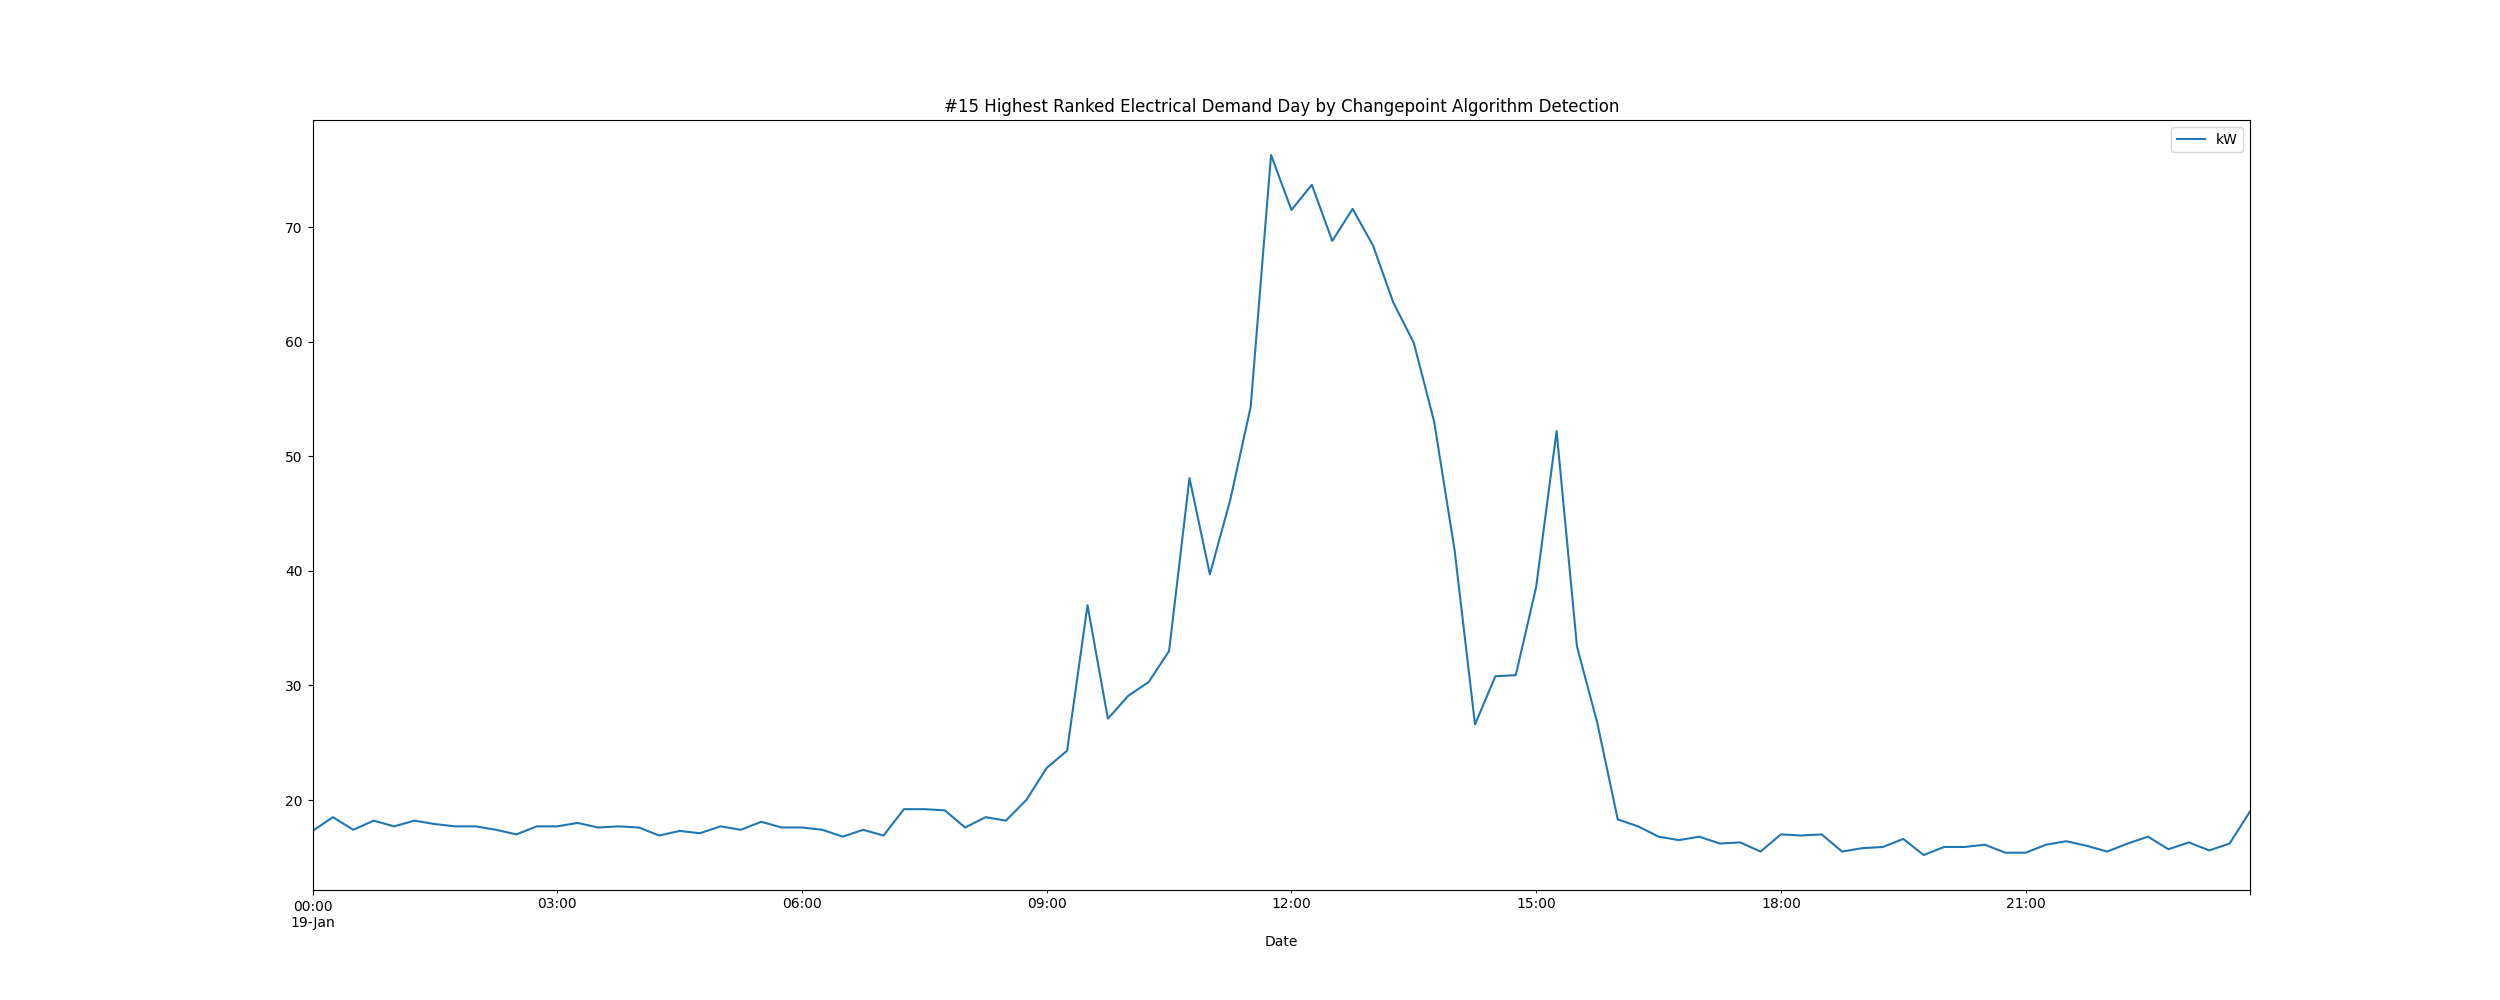 #15 Highest Ranked Electrical Demand Day by Changepoint Algorithm Detection
kW
70
60
50
40
30
20
00:00 03:00 06:00 09:00 12:00 15:00 18:00 21:00
19-Jan
Date